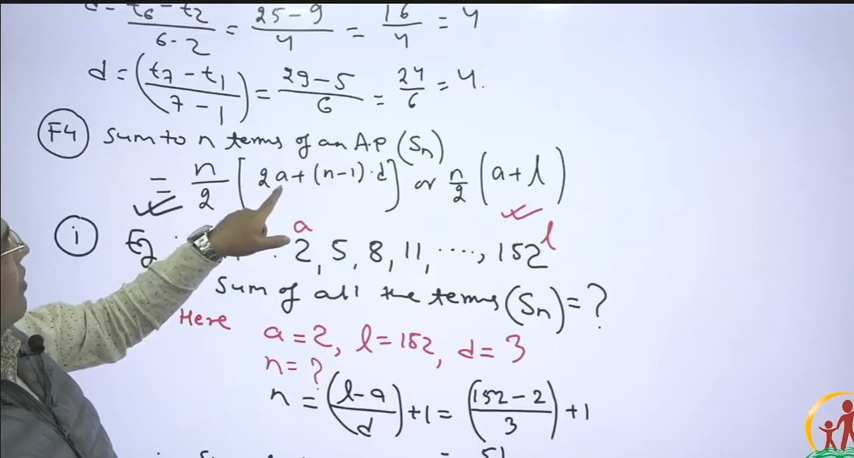 d = t6 - t2 / 6-2 = 25-9 / 4 = 16/4 = 4
d = (t7 - t1 / 7 - 1) = 29-5 / 6 = 24/6 = 4.
F4 Sum to n terms of an AP (Sn)
= n/2 [2a+(n-1)·d] or n/2 (a+l)
i Eg a l 2, 5, 8, 11, ...., 152
Sum of all the terms (Sn) = ?
Here a = 2, l = 152, d = 3
n = ?
n = (l-a / d) +1 = (152-2 / 3) +1
= 51